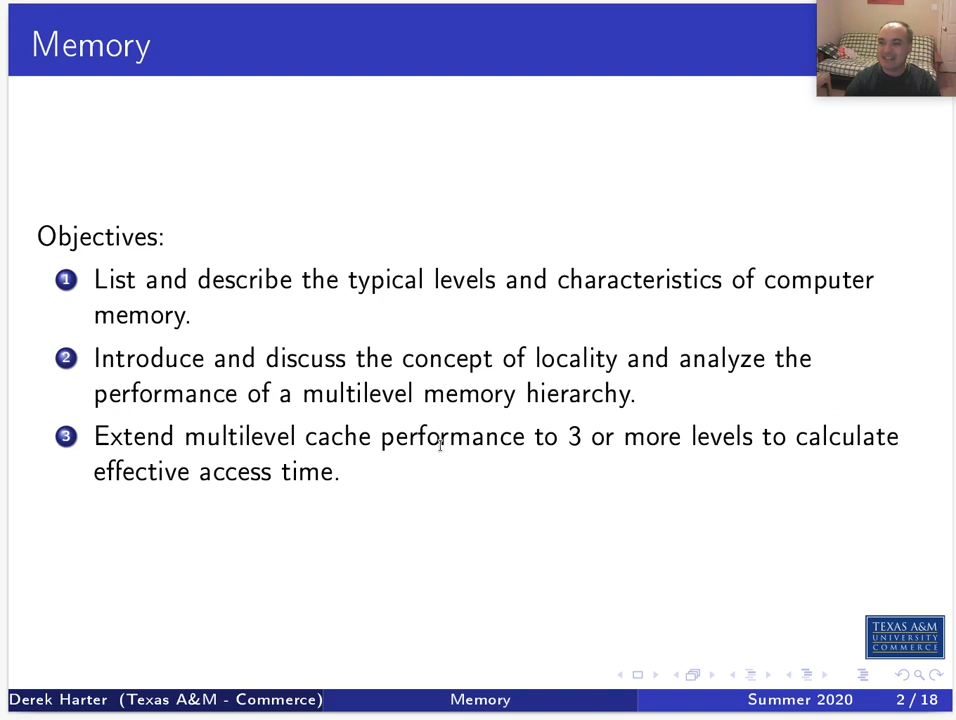 Memory
Objectives:
1 List and describe the typical levels and characteristics of computer
memory.
2 Introduce and discuss the concept of locality and analyze the
performance of a multilevel memory hierarchy.
3 Extend multilevel cache performance to 3 or more levels to calculate
effective access time.
TEXAS A&M
UNIVERSITY
COMMERCE
Derek Harter (Texas A&M - Commerce) Memory Summer 2020 2 / 18